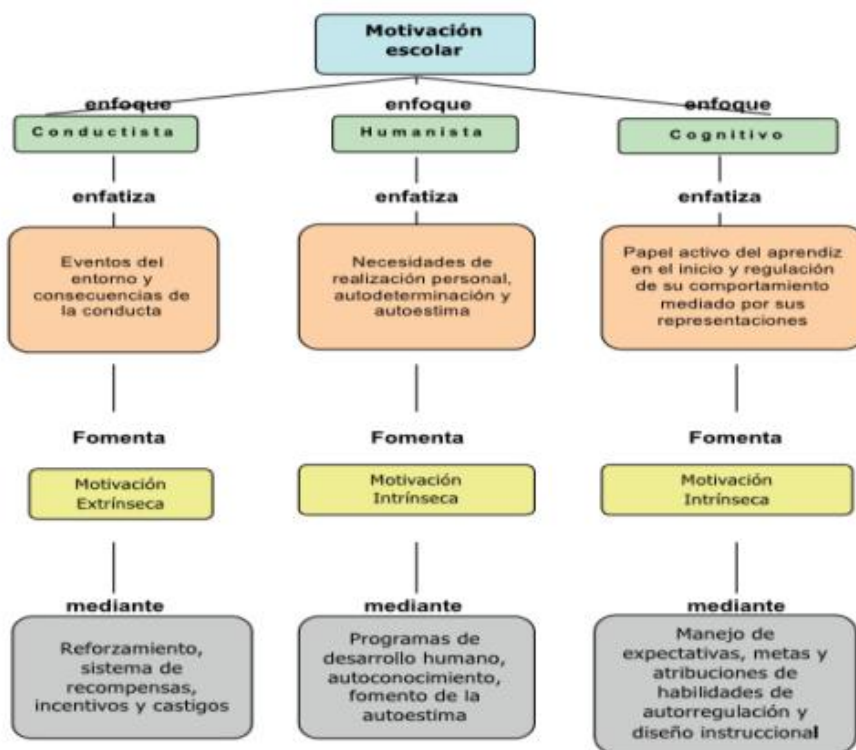 Motivación
escolar
enfoque
enfoque
enfoque
Conductista
Humanista
Cognitivo
enfatiza
enfatiza
enfatiza
Eventos del
entorno y
consecuencias de
la conducta
Necesidades de
realización personal,
autodeterminación y
autoestima
Papel activo del aprendiz
en el inicio y regulación
de su comportamiento
mediado por sus
representaciones
Fomenta
Fomenta
Fomenta
Motivación
Extrínseca
Motivación
Intrínseca
Motivación
Intrínseca
mediante
mediante
mediante
Reforzamiento,
sistema de
recompensas,
incentivos y castigos
Programas de
desarrollo humano,
autoconocimiento,
fomento de la
autoestima
Manejo de
expectativas, metas y
atribuciones de
habilidades de
autorregulación y
diseño instruccional